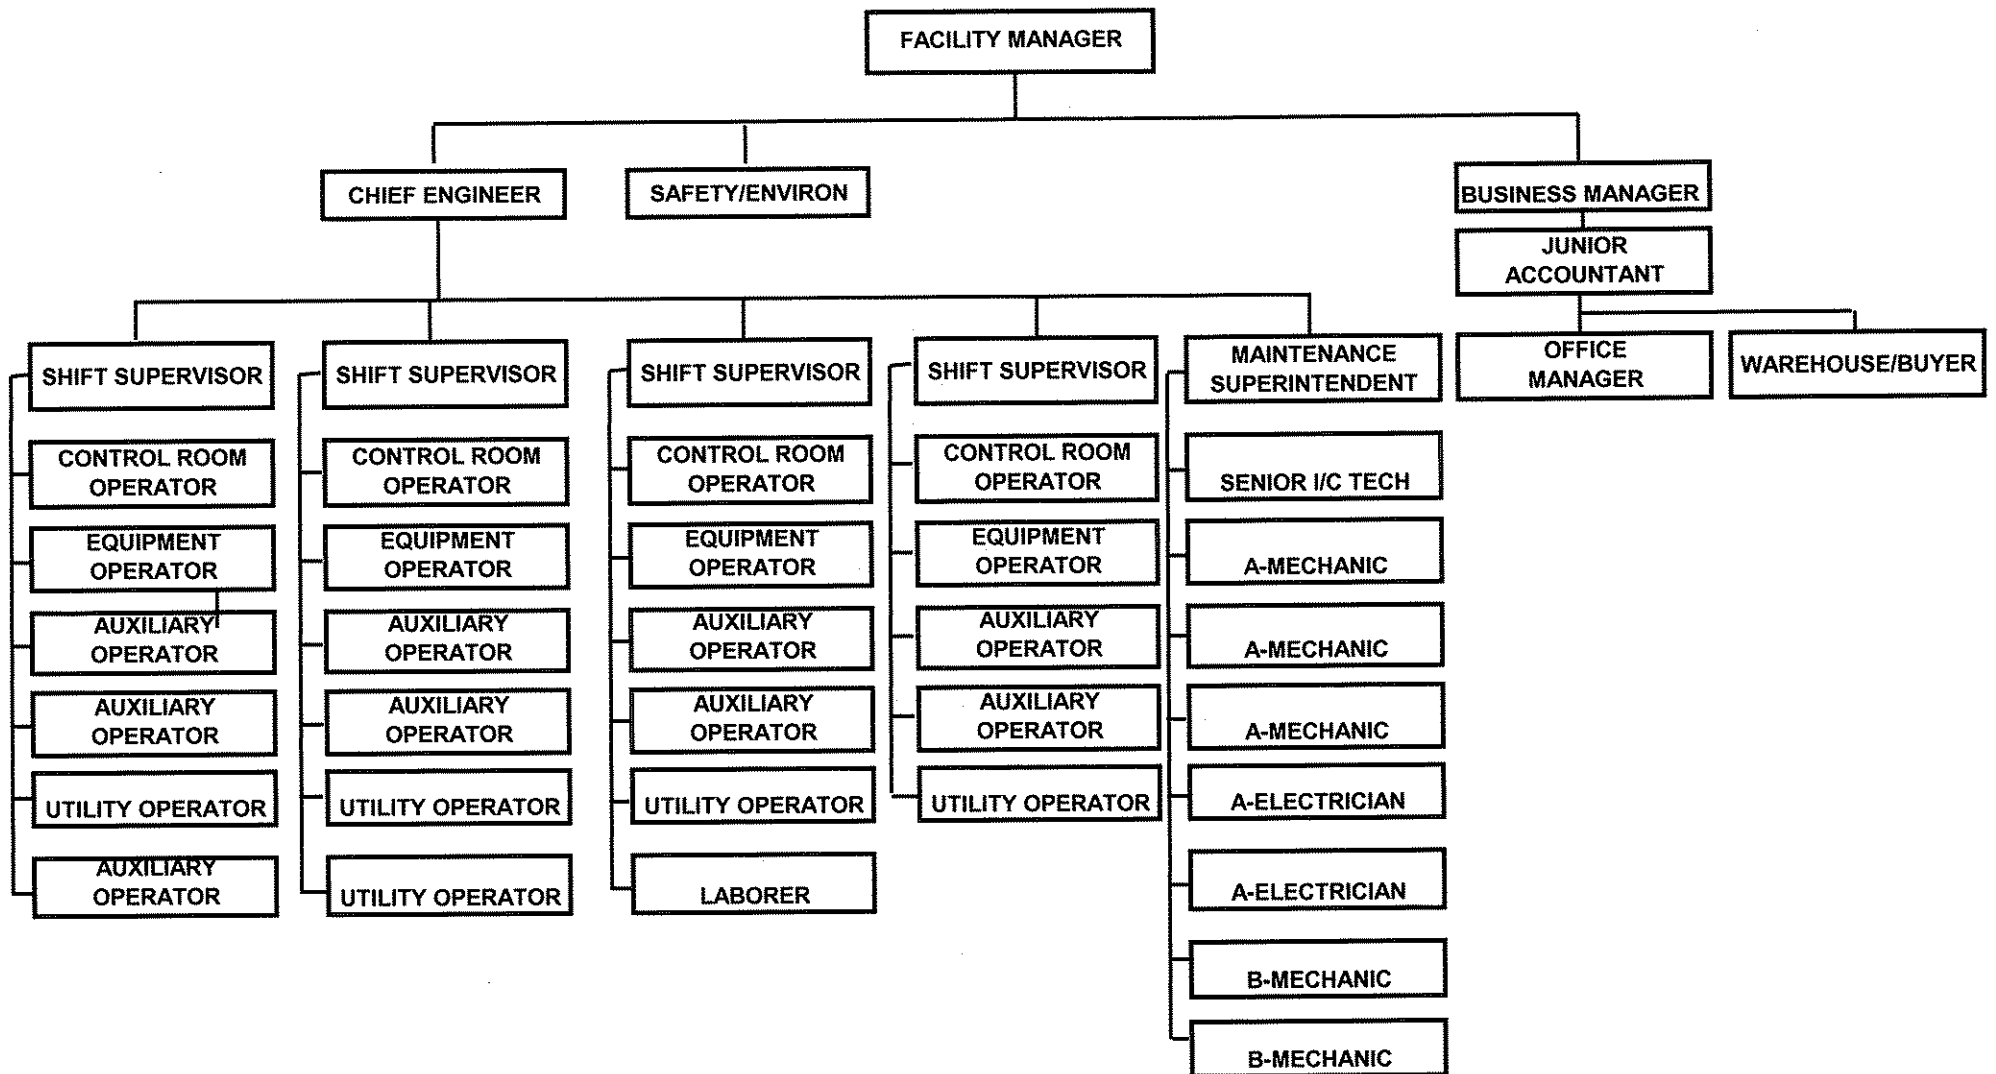 FACILITY MANAGER
CHIEF ENGINEER
SAFETY/ENVIRON
BUSINESS MANAGER
JUNIOR
ACCOUNTANT
OFFICE
MANAGER
WAREHOUSE/BUYER
SHIFT SUPERVISOR
CONTROL ROOM
OPERATOR
EQUIPMENT
OPERATOR
AUXILIARY
OPERATOR
AUXILIARY
OPERATOR
UTILITY OPERATOR
AUXILIARY
OPERATOR
SHIFT SUPERVISOR
CONTROL ROOM
OPERATOR
EQUIPMENT
OPERATOR
AUXILIARY
OPERATOR
AUXILIARY
OPERATOR
UTILITY OPERATOR
UTILITY OPERATOR
SHIFT SUPERVISOR
CONTROL ROOM
OPERATOR
EQUIPMENT
OPERATOR
AUXILIARY
OPERATOR
AUXILIARY
OPERATOR
UTILITY OPERATOR
LABORER
SHIFT SUPERVISOR
CONTROL ROOM
OPERATOR
EQUIPMENT
OPERATOR
AUXILIARY
OPERATOR
AUXILIARY
OPERATOR
UTILITY OPERATOR
MAINTENANCE
SUPERINTENDENT
SENIOR I/C TECH
A-MECHANIC
A-MECHANIC
A-MECHANIC
A-ELECTRICIAN
A-ELECTRICIAN
B-MECHANIC
B-MECHANIC